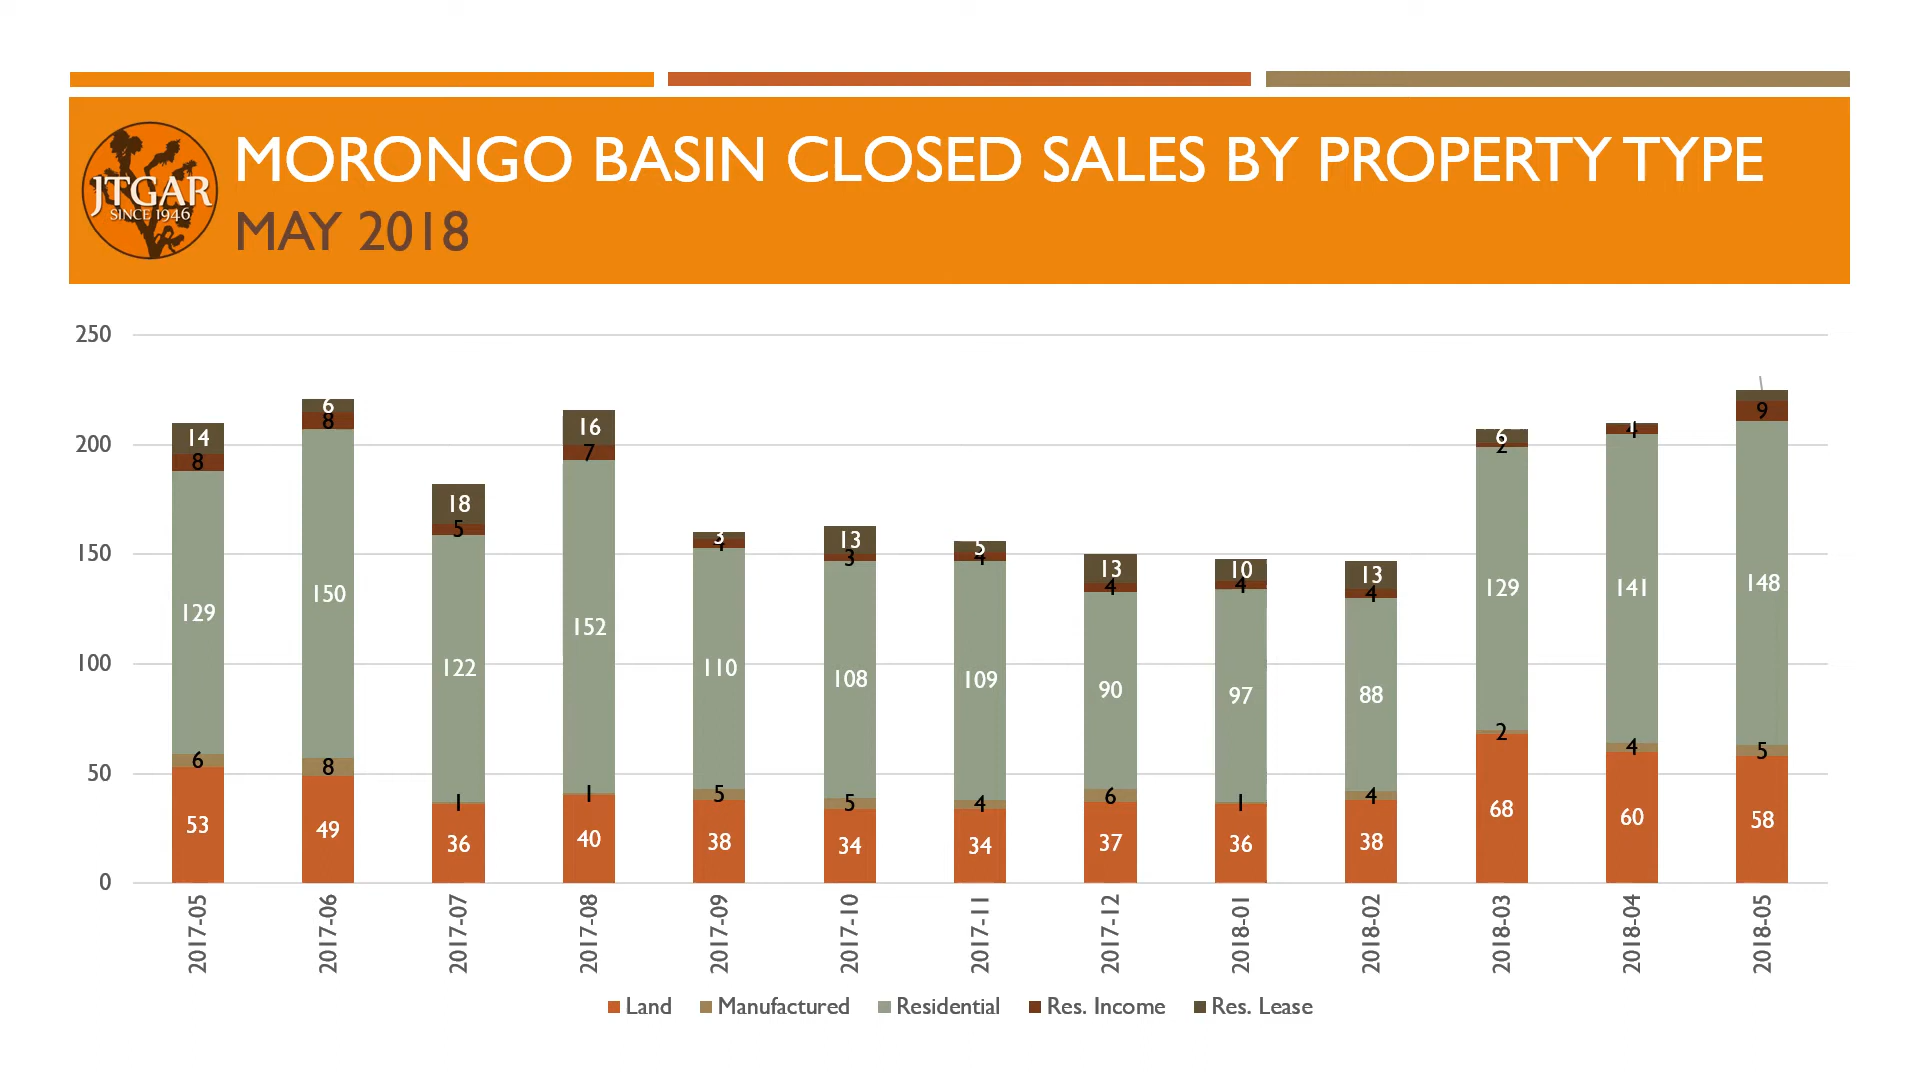 JTGAR
SINCE 1946
MORONGO BASIN CLOSED SALES BY PROPERTY TYPE
MAY 2018
250
200
150
100
50
0
14 8 129 6 53
6 8 150 8 49
18 5 122 1 36
16 7 152 1 40
3 4 110 5 38
13 3 108 5 34
5 4 109 4 34
13 4 90 6 37
10 4 97 1 36
13 4 88 4 38
6 2 129 2 68
4 141 4 60
9 148 5 58
2017-05 2017-06 2017-07 2017-08 2017-09 2017-10 2017-11 2017-12 2018-01 2018-02 2018-03 2018-04 2018-05
Land Manufactured Residential Res. Income Res. Lease